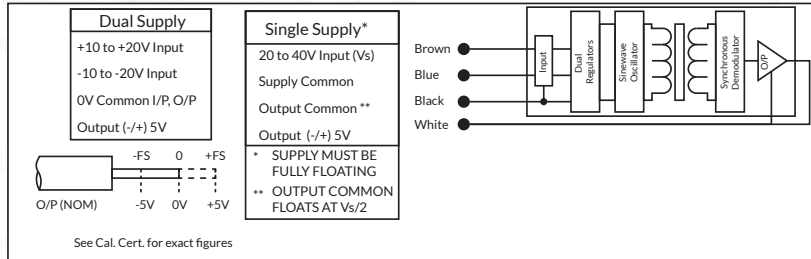 Dual Supply
+10 to +20V Input
-10 to -20V Input
0V Common I/P, O/P
Output (-/+) 5V
Single Supply*
20 to 40V Input (Vs)
Supply Common
Output Common **
Output (-/+) 5V
* SUPPLY MUST BE
FULLY FLOATING
** OUTPUT COMMON
FLOATS AT Vs/2
-FS 0 +FS
O/P (NOM) -5V 0V +5V
See Cal. Cert. for exact figures
Brown
Blue
Black
White
Input
Dual
Regulators
Sinewave
Oscillator
Synchronous
Demodulator
O/P